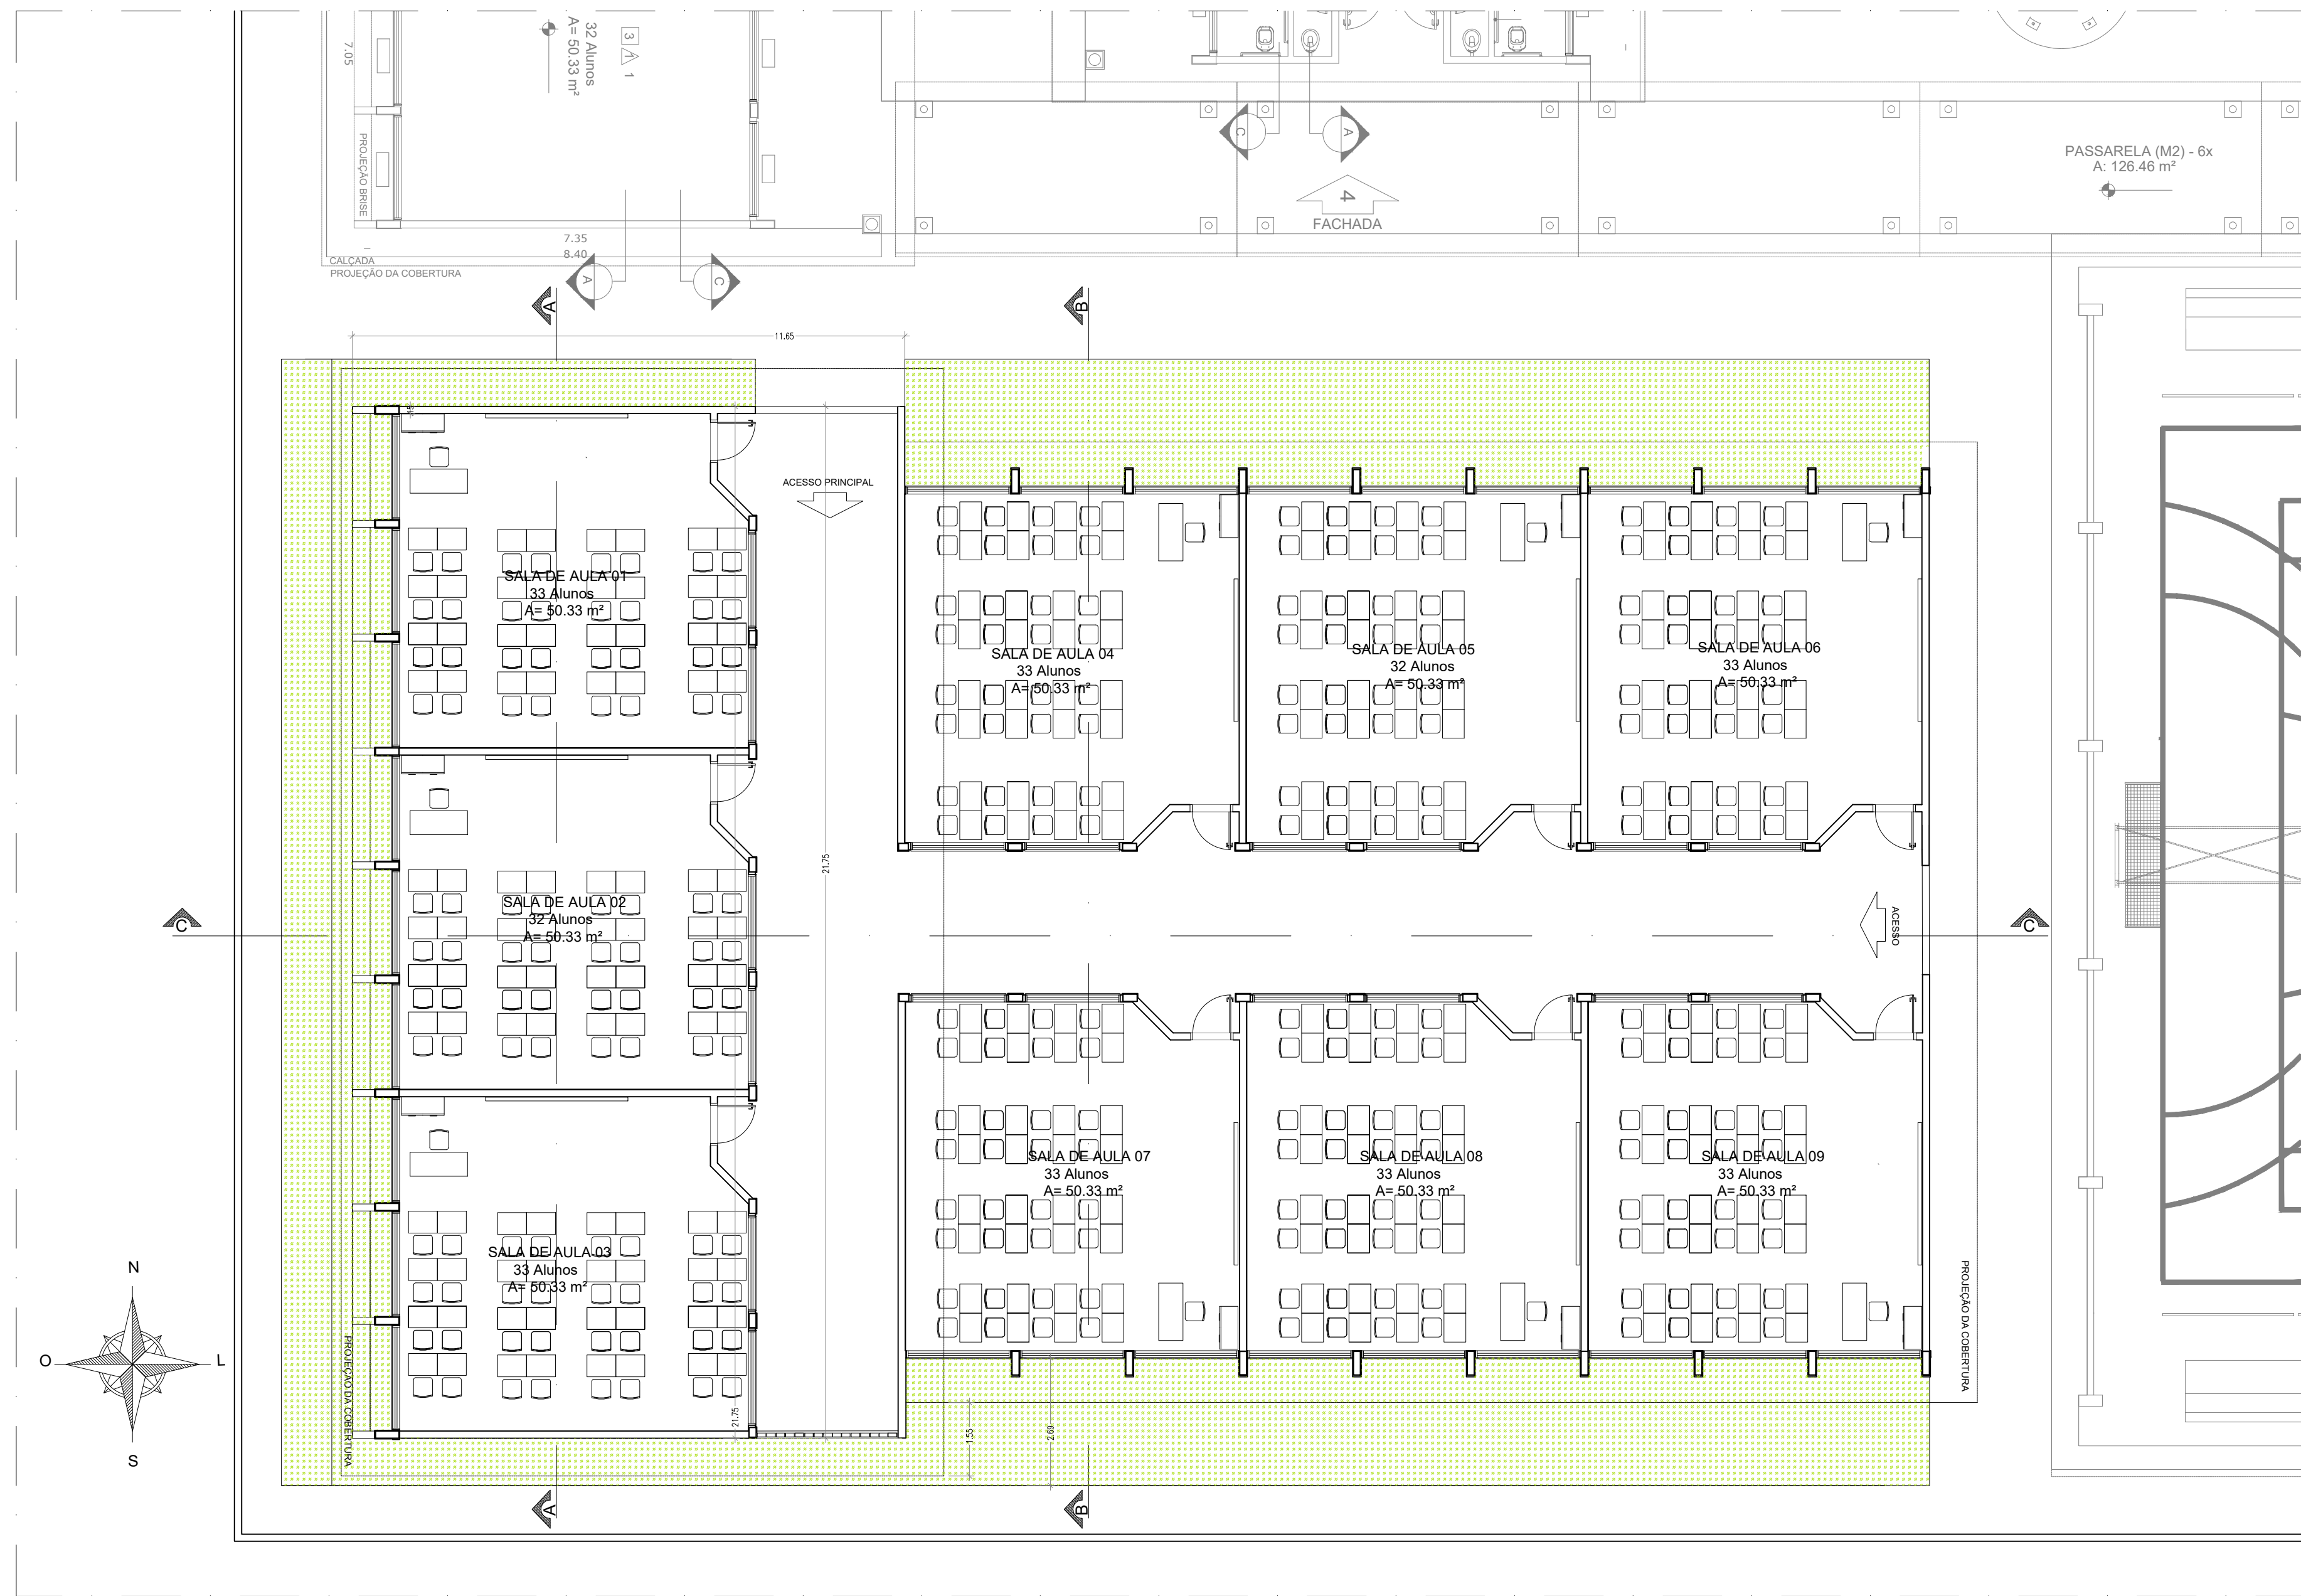 7.05
32 Alunos
A= 50.33 m²
3
1
1
PROJEÇÃO BRISE
7.35
8.40
CALÇADA
PROJEÇÃO DA COBERTURA
A
C
C
A
4
FACHADA
PASSARELA (M2) - 6x
A: 126.46 m²
A
B
11.65
ACESSO PRINCIPAL
SALA DE AULA 01
33 Alunos
A= 50.33 m²
SALA DE AULA 04
33 Alunos
A= 50.33 m²
SALA DE AULA 05
32 Alunos
A= 50.33 m²
SALA DE AULA 06
33 Alunos
A= 50.33 m²
21.75
SALA DE AULA 02
32 Alunos
A= 50.33 m²
C
ACESSO
C
SALA DE AULA 07
33 Alunos
A= 50.33 m²
SALA DE AULA 08
33 Alunos
A= 50.33 m²
SALA DE AULA 09
33 Alunos
A= 50.33 m²
SALA DE AULA 03
33 Alunos
A= 50.33 m²
N
O
L
S
PROJEÇÃO DA COBERTURA
PROJEÇÃO DA COBERTURA
21.75
1.55
2.69
A
B